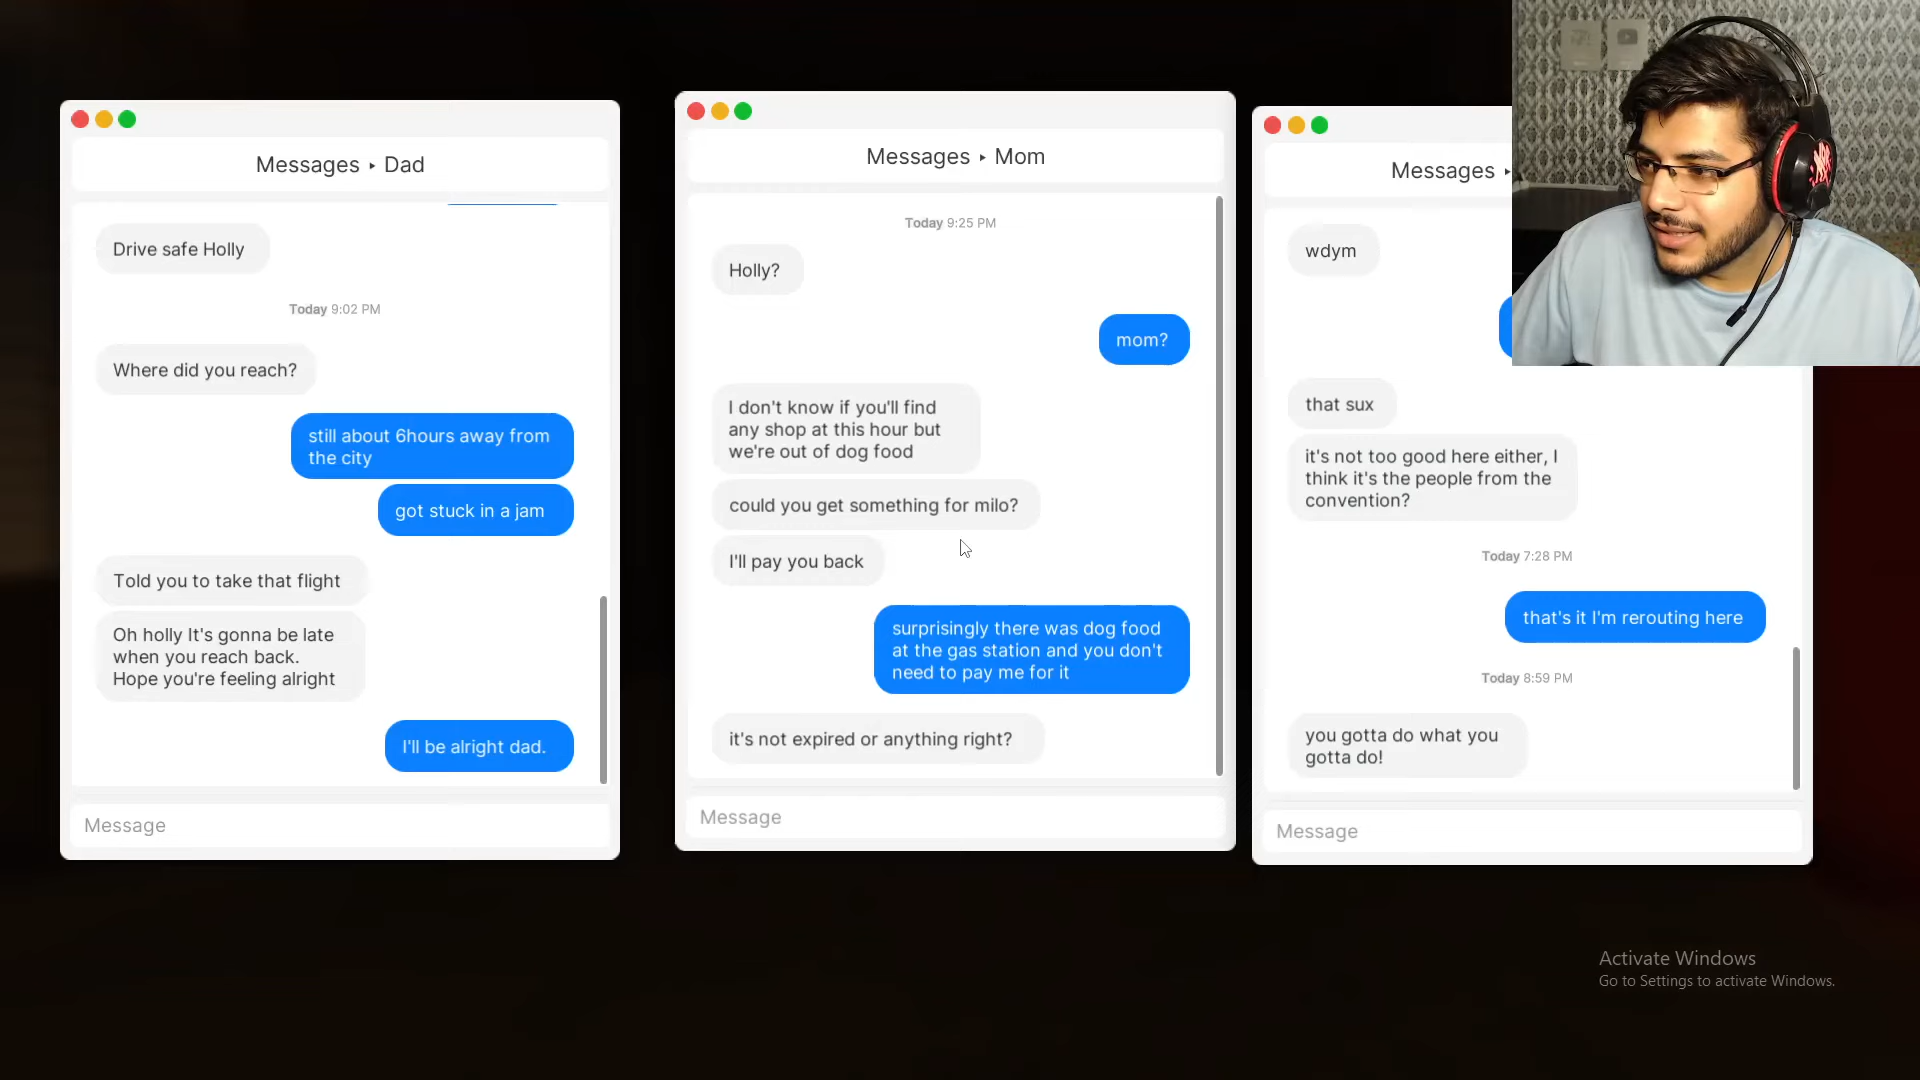 Messages ▸ Dad
Drive safe Holly
Today 9:02 PM
Where did you reach?
still about 6hours away from
the city
got stuck in a jam
Told you to take that flight
Oh holly It's gonna be late
when you reach back.
Hope you're feeling alright
I'll be alright dad.
Message
Messages ▸ Mom
Today 9:25 PM
Holly?
mom?
I don't know if you'll find
any shop at this hour but
we're out of dog food
could you get something for milo?
I'll pay you back
surprisingly there was dog food
at the gas station and you don't
need to pay me for it
it's not expired or anything right?
Message
Messages ▸
wdym
that sux
it's not too good here either, I
think it's the people from the
convention?
Today 7:28 PM
that's it I'm rerouting here
Today 8:59 PM
you gotta do what you
gotta do!
Message
Activate Windows
Go to Settings to activate Windows.